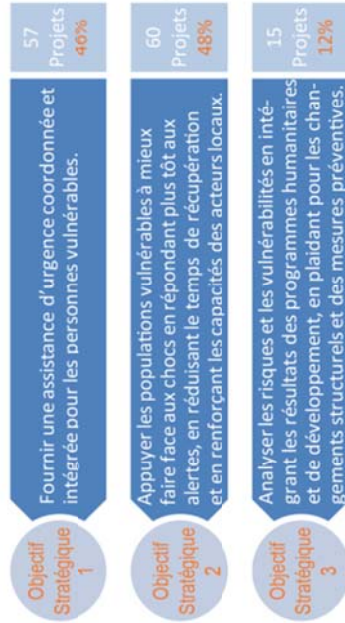 Objectif
Stratégique
1
Fournir une assistance d'urgence coordonnée et
intégrée pour les personnes vulnérables.
57
Projets
46%
Objectif
Stratégique
2
Appuyer les populations vulnérables à mieux
faire face aux chocs en répondant plus tôt aux
alertes, en réduisant le temps de récupération
et en renforçant les capacités des acteurs locaux.
60
Projets
48%
Objectif
Stratégique
3
Analyser les risques et les vulnérabilités en inté-
grant les résultats des programmes humanitaires
et de développement, en plaidant pour les chan-
gements structurels et des mesures préventives.
15
Projets
12%